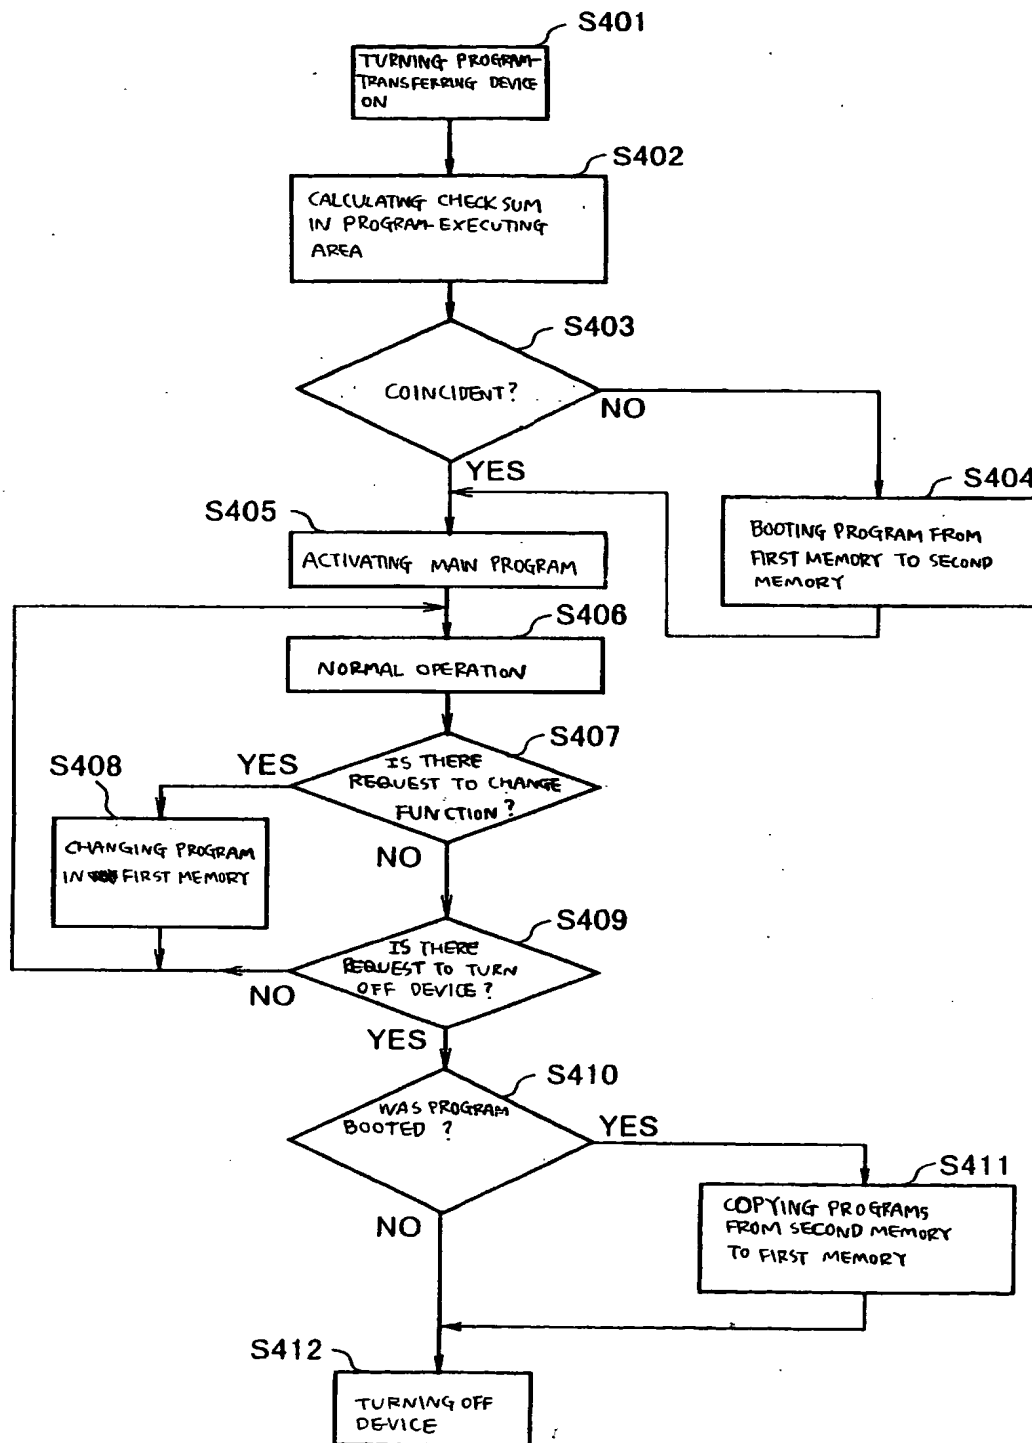 S401
TURNING PROGRAM-
TRANSFERRING DEVICE
ON
S402
CALCULATING CHECK SUM
IN PROGRAM-EXECUTING
AREA
S403
COINCIDENT?
NO
YES
S404
BOOTING PROGRAM FROM
FIRST MEMORY TO SECOND
MEMORY
S405
ACTIVATING MAIN PROGRAM
S406
NORMAL OPERATION
S407
IS THERE
REQUEST TO CHANGE
FUNCTION?
YES
NO
S408
CHANGING PROGRAM
IN FIRST MEMORY
S409
IS THERE
REQUEST TO TURN
OFF DEVICE?
NO
YES
S410
WAS PROGRAM
BOOTED ?
YES
NO
S411
COPYING PROGRAMS
FROM SECOND MEMORY
TO FIRST MEMORY
S412
TURNING OFF
DEVICE